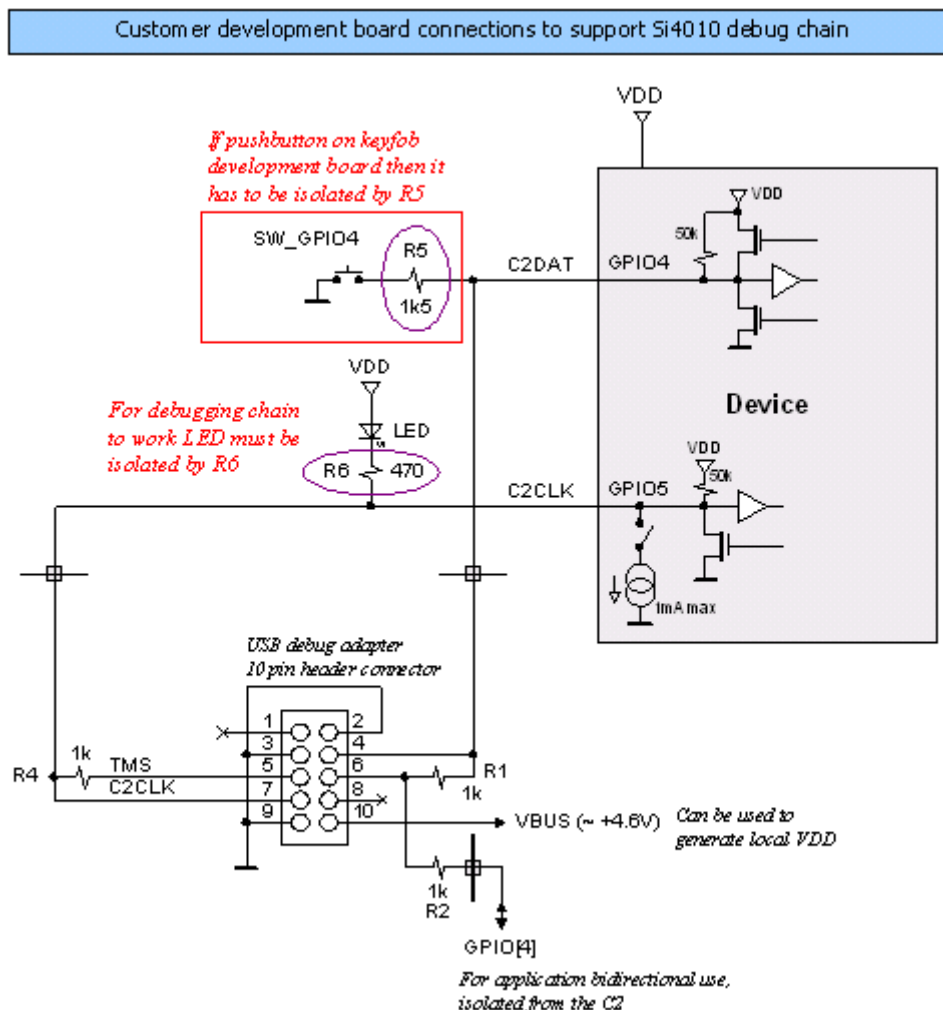 Customer development board connections to support Si4010 debug chain
VDD
If pushbutton on keyfob
development board then it
has to be isolated by R5
SW_GPIO4
R5
1k5
C2DAT
GPIO4
VDD
50k
Device
VDD
LED
For debugging chain
to work LED must be
isolated by R6
R6
470
C2CLK
GPIO5
VDD
50k
1mA max
USB debug adapter
10 pin header connector
1
2
3
4
5
6
7
8
9
10
R4
1k
TMS
C2CLK
R1
1k
VBUS (~ +4.6V)
Can be used to
generate local VDD
1k
R2
GPIO[4]
For application bidirectional use,
isolated from the C2